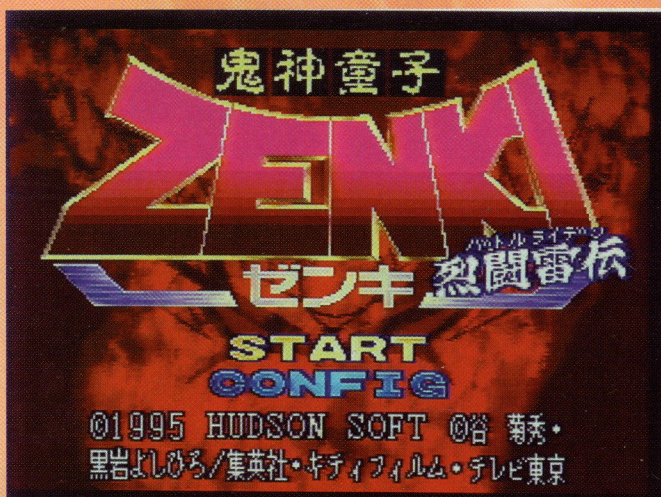 鬼神童子
ZENKI
ゼンキ
バトルライデン
烈闘雷伝
START
CONFIG
©1995 HUDSON SOFT ©谷 菊秀・
黒岩よしひろ/集英社・キティフィルム・テレビ東京